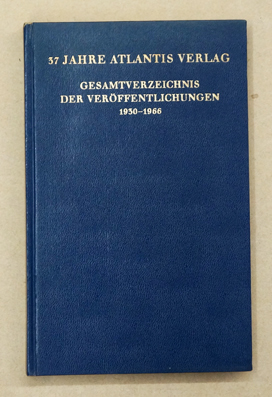 37 JAHRE ATLANTIS VERLAG
GESAMTVERZEICHNIS
DER VERÖFFENTLICHUNGEN
1930–1966